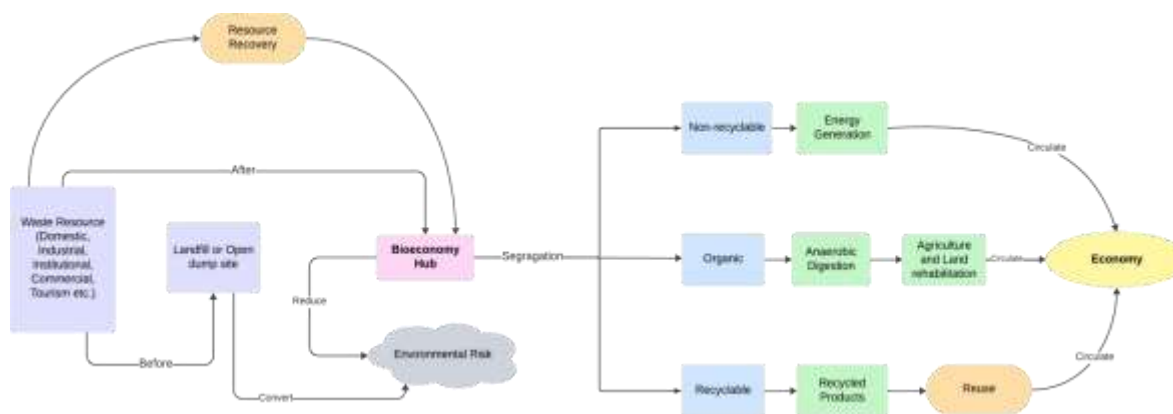 Resource
Recovery
After
Waste Resource
(Domestic,
Industrial,
Institutional,
Commercial,
Tourism etc.)
Landfill or Open
dump site
Before
Convert
Reduce
Environmental Risk
Bioeconomy
Hub
Segragation
Non-recyclable
Energy
Generation
Circulate
Organic
Anaerobic
Digestion
Agriculture
and Land
rehabilitation
Circulate
Economy
Recyclable
Recycled
Products
Reuse
Circulate